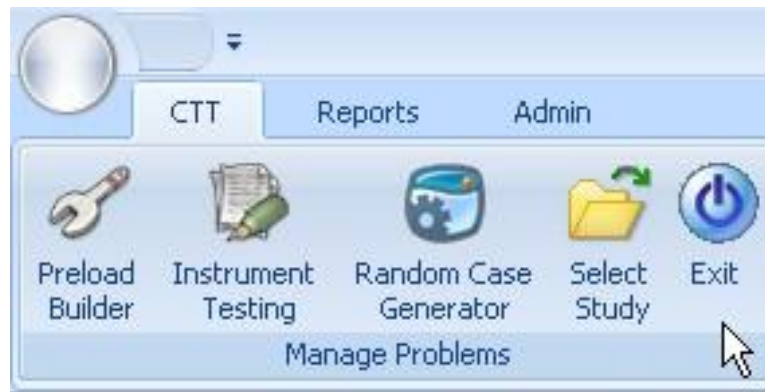 CTT Reports Admin
Preload Instrument Random Case Select Exit
Builder Testing Generator Study
Manage Problems